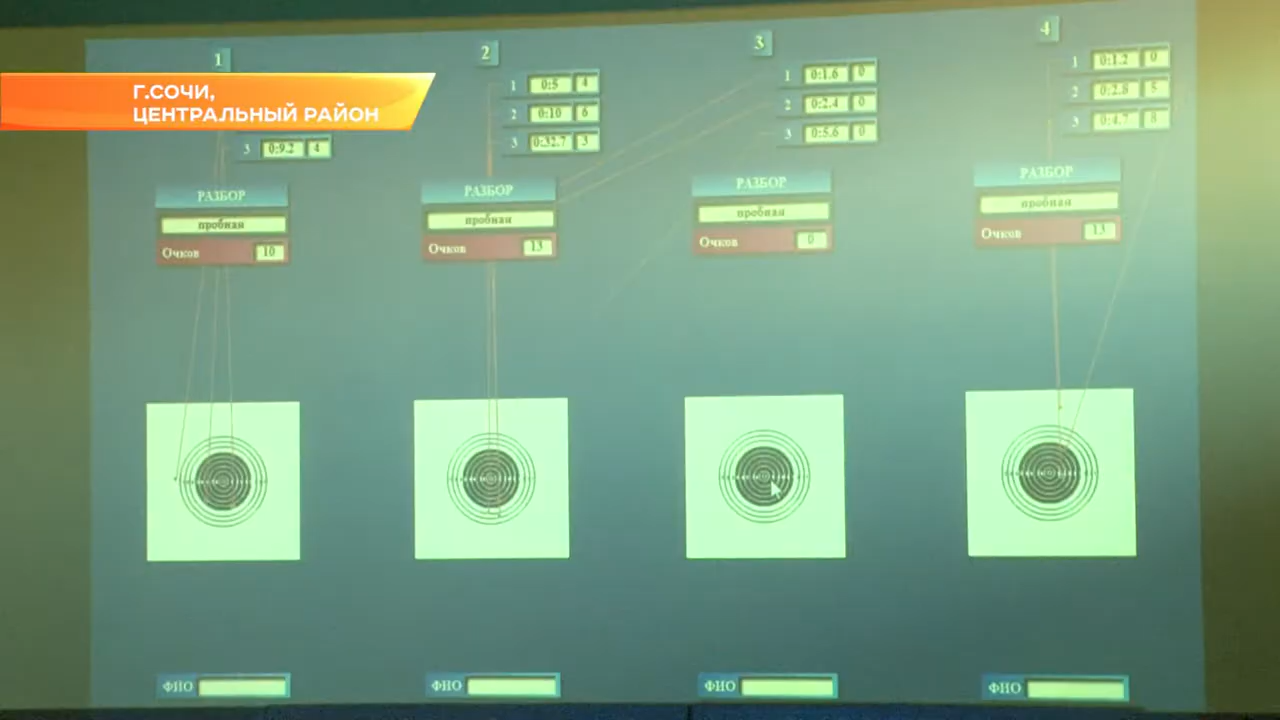 Г.СОЧИ,
ЦЕНТРАЛЬНЫЙ РАЙОН
1
3 0:9.2 4
РАЗБОР
пробная
Очков 10
ФИО
2
1 0:5 4
2 0:10 6
3 0:32.7 3
РАЗБОР
пробная
Очков 13
ФИО
3
1 0:1.6 0
2 0:2.4 0
3 0:5.6 0
РАЗБОР
пробная
Очков 0
ФИО
4
1 0:1.2 0
2 0:2.8 5
3 0:4.7 8
РАЗБОР
пробная
Очков 13
ФИО